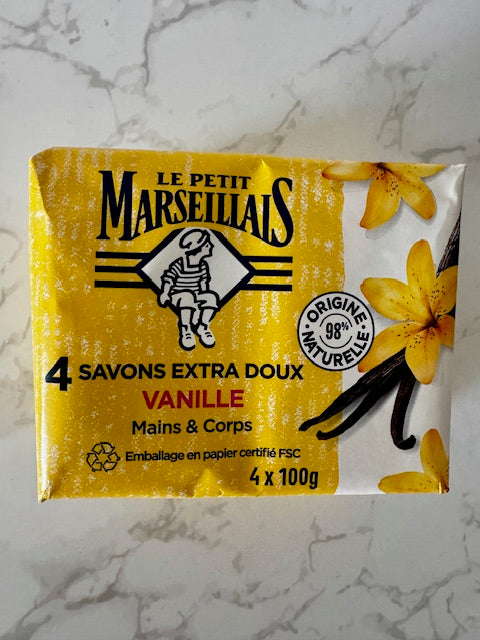 LE PETIT
MARSEILLAIS
ORIGINE
98%
NATURELLE
4 SAVONS EXTRA DOUX
VANILLE
Mains & Corps
Emballage en papier certifié FSC
4 x 100g